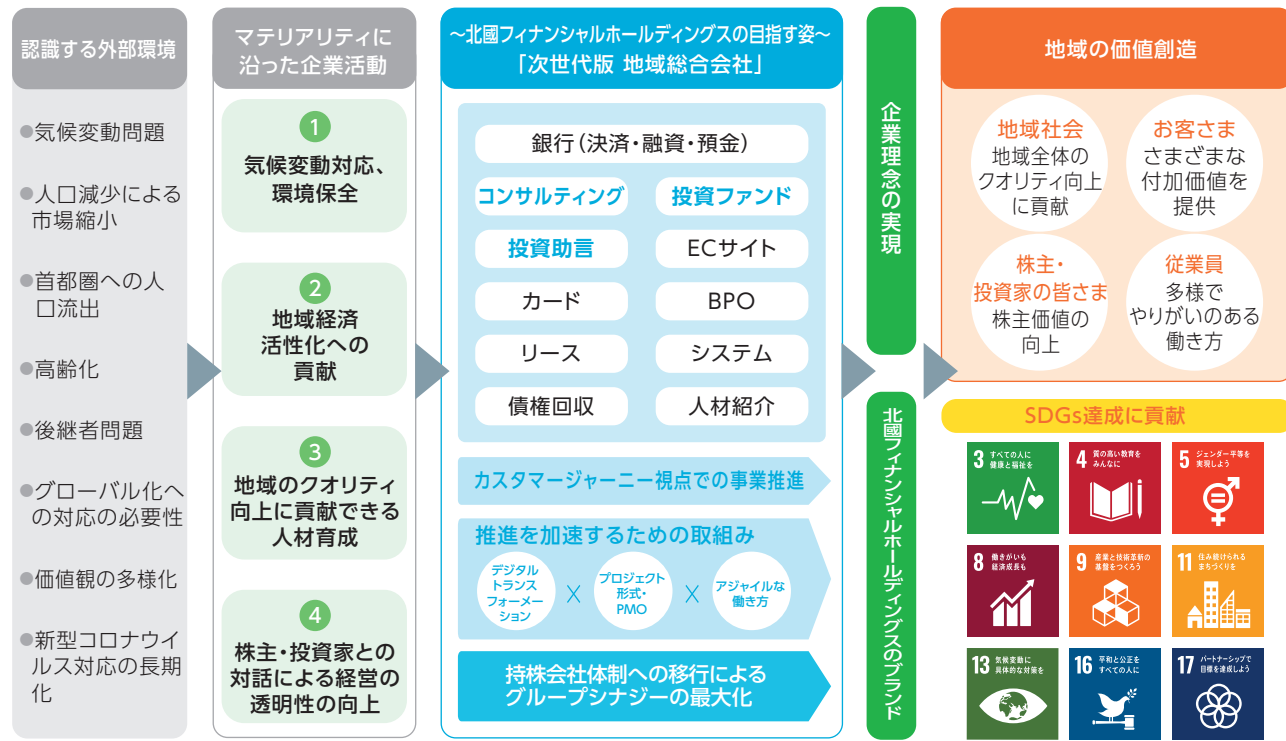 認識する外部環境
●気候変動問題
●人口減少による
市場縮小
●首都圏への人
口流出
●高齢化
●後継者問題
●グローバル化へ
の対応の必要性
●価値観の多様化
●新型コロナウイ
ルス対応の長期
化
マテリアリティに
沿った企業活動
1
気候変動対応、
環境保全
2
地域経済
活性化への
貢献
3
地域のクオリティ
向上に貢献できる
人材育成
4
株主・投資家との
対話による経営の
透明性の向上
～北國フィナンシャルホールディングスの目指す姿～
「次世代版 地域総合会社」
銀行（決済・融資・預金）
コンサルティング
投資ファンド
投資助言
ECサイト
カード
BPO
リース
システム
債権回収
人材紹介
カスタマージャーニー視点での事業推進
推進を加速するための取組み
デジタル
トランス
フォーメー
ション
×
プロジェクト
形式・
PMO
×
アジャイルな
働き方
持株会社体制への移行による
グループシナジーの最大化
企業理念の実現
北國フィナンシャルホールディングスのブランド
地域の価値創造
地域社会
地域全体の
クオリティ向上
に貢献
お客さま
さまざまな
付加価値を
提供
株主・
投資家の皆さま
株主価値の
向上
従業員
多様で
やりがいのある
働き方
SDGs達成に貢献
3 すべての人に
健康と福祉を
4 質の高い教育を
みんなに
5 ジェンダー平等を
実現しよう
8 働きがいも
経済成長も
9 産業と技術革新の
基盤をつくろう
11 住み続けられる
まちづくりを
13 気候変動に
具体的な対策を
16 平和と公正を
すべての人に
17 パートナーシップで
目標を達成しよう